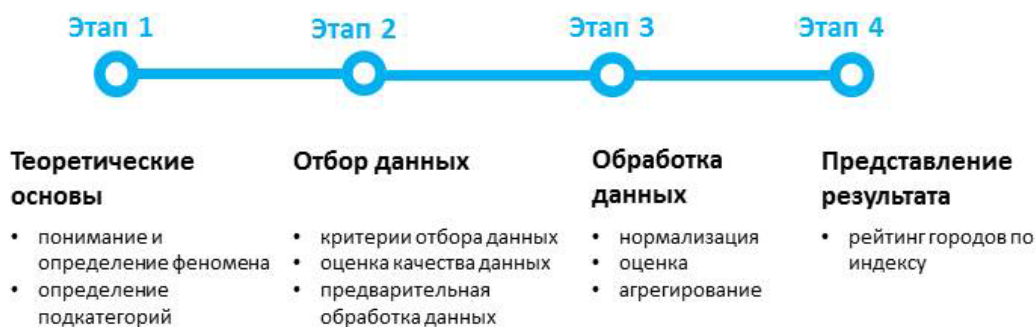 Этап 1
Этап 2
Этап 3
Этап 4
Теоретические
основы
• понимание и
определение феномена
• определение
подкатегорий
Отбор данных
• критерии отбора данных
• оценка качества данных
• предварительная
обработка данных
Обработка
данных
• нормализация
• оценка
• агрегирование
Представление
результата
• рейтинг городов по
индексу